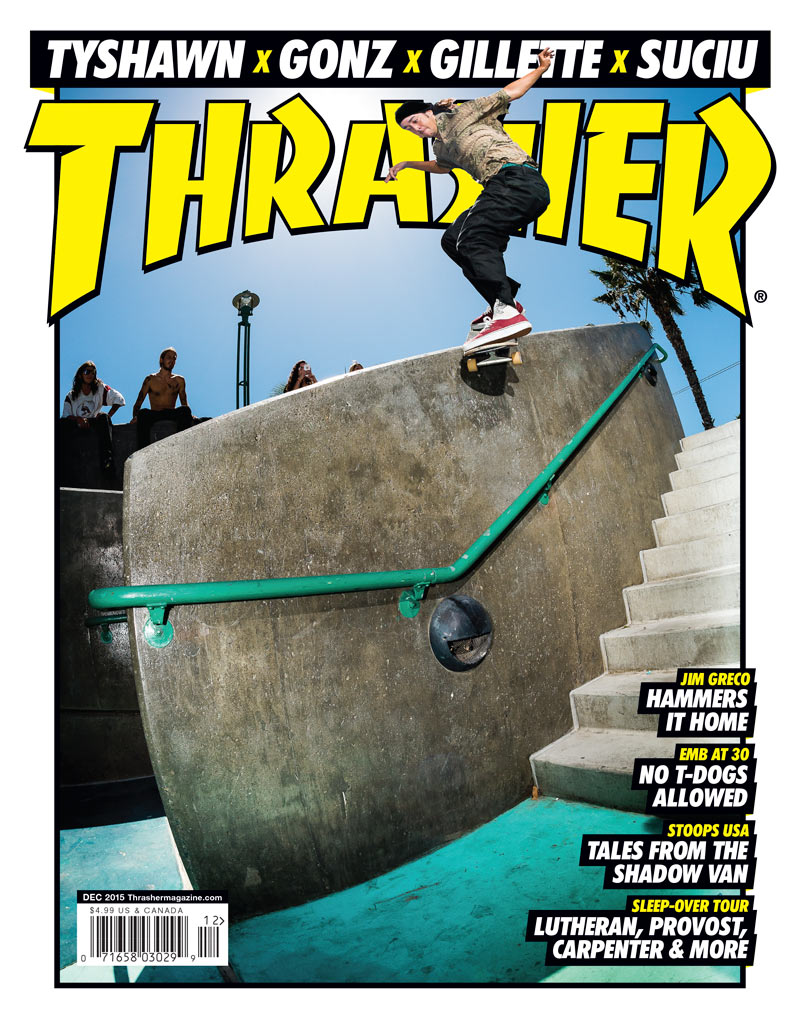 TYSHAWN x GONZ x GILLETTE x SUCIU
THRASHER
®
JIM GRECO
HAMMERS
IT HOME
EMB AT 30
NO T-DOGS
ALLOWED
STOOPS USA
TALES FROM THE
SHADOW VAN
SLEEP-OVER TOUR
LUTHERAN, PROVOST,
CARPENTER & MORE
DEC 2015 Thrashermagazine.com
$4.99 US & CANADA
12>
0 71658 03029 9